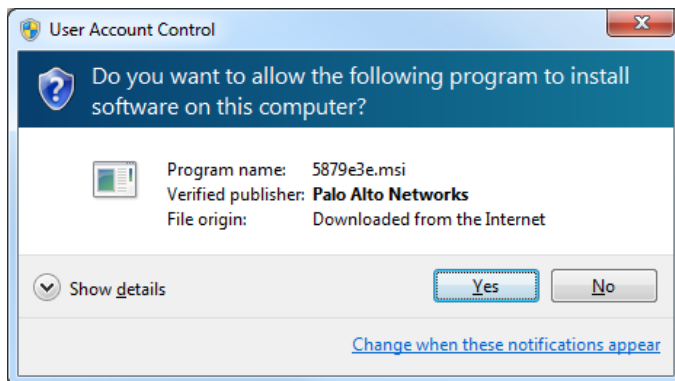 User Account Control
Do you want to allow the following program to install
software on this computer?
Program name: 5879e3e.msi
Verified publisher: Palo Alto Networks
File origin: Downloaded from the Internet
Show details
Yes
No
Change when these notifications appear